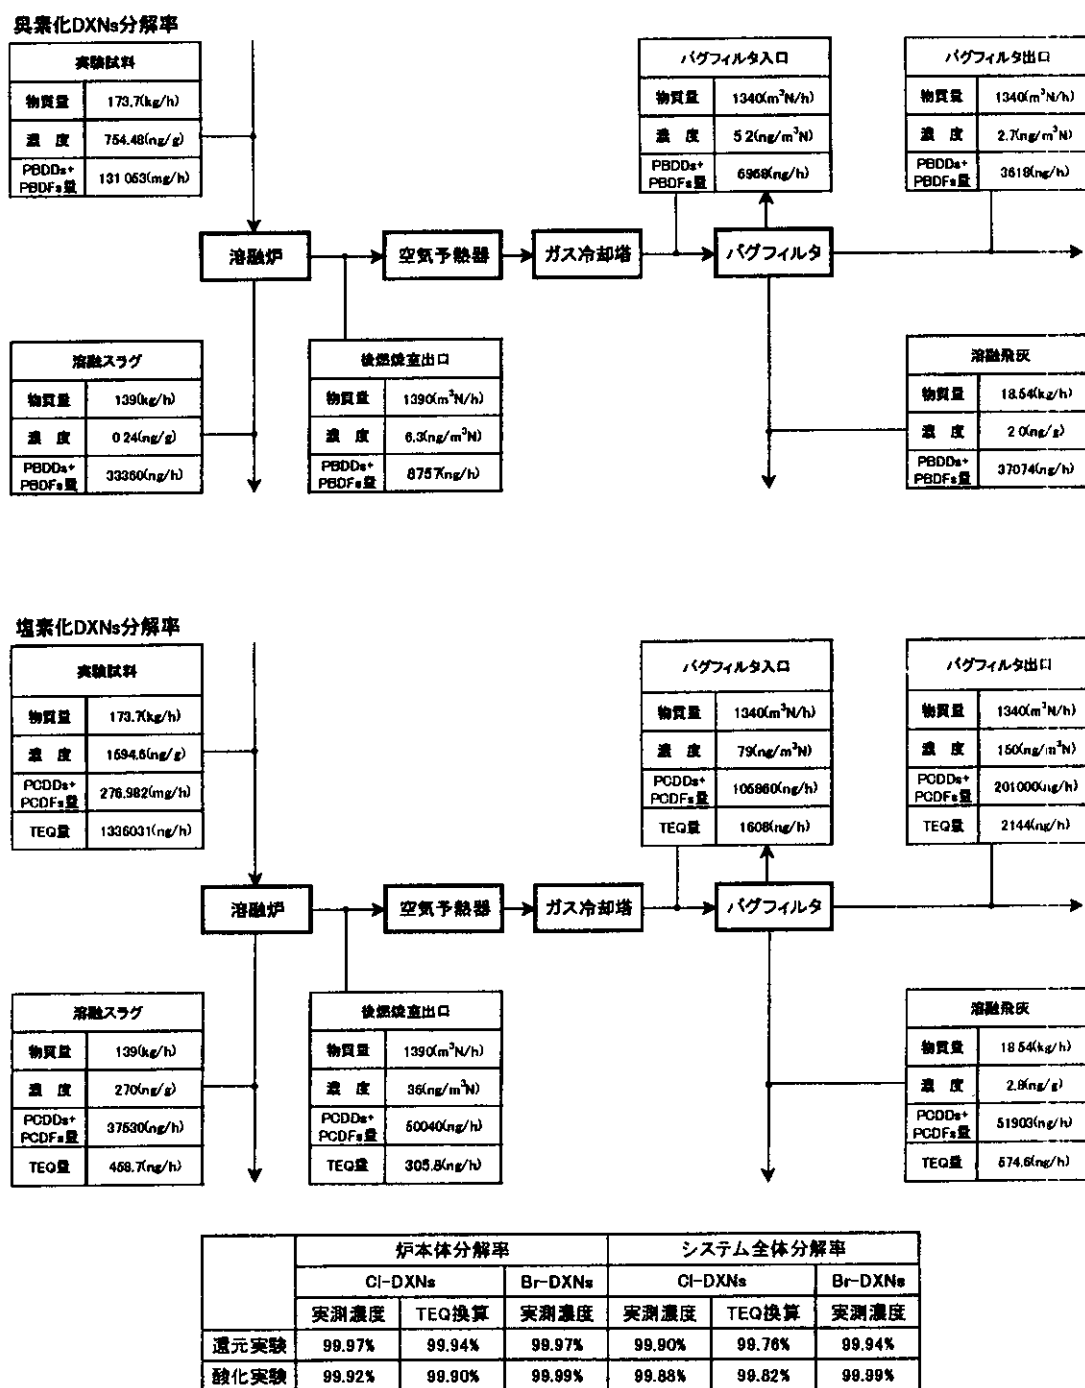 臭素化DXNs分解率
実験試料
物質量 173.7(kg/h)
濃 度 754.48(ng/g)
PBDDs+
PBDFs量 131 053(mg/h)
バグフィルタ入口
物質量 1340(m³N/h)
濃 度 5 2(ng/m³N)
PBDDs+
PBDFs量 6968(ng/h)
バグフィルタ出口
物質量 1340(m³N/h)
濃 度 2.7(ng/m³N)
PBDDs+
PBDFs量 3618(ng/h)
溶融炉
空気予熱器
ガス冷却塔
バグフィルタ
溶融スラグ
物質量 139(kg/h)
濃 度 0 24(ng/g)
PBDDs+
PBDFs量 33360(ng/h)
後燃焼室出口
物質量 1390(m³N/h)
濃 度 6.3(ng/m³N)
PBDDs+
PBDFs量 8757(ng/h)
溶融飛灰
物質量 18.54(kg/h)
濃 度 2 0(ng/g)
PBDDs+
PBDFs量 37074(ng/h)
塩素化DXNs分解率
実験試料
物質量 173.7(kg/h)
濃 度 1594.6(ng/g)
PCDDs+
PCDFs量 276.982(mg/h)
TEQ量 1336031(ng/h)
バグフィルタ入口
物質量 1340(m³N/h)
濃 度 79(ng/m³N)
PCDDs+
PCDFs量 105860(ng/h)
TEQ量 1608(ng/h)
バグフィルタ出口
物質量 1340(m³N/h)
濃 度 150(ng/m³N)
PCDDs+
PCDFs量 201000(ng/h)
TEQ量 2144(ng/h)
溶融炉
空気予熱器
ガス冷却塔
バグフィルタ
溶融スラグ
物質量 139(kg/h)
濃 度 270(ng/g)
PCDDs+
PCDFs量 37530(ng/h)
TEQ量 458.7(ng/h)
後燃焼室出口
物質量 1390(m³N/h)
濃 度 36(ng/m³N)
PCDDs+
PCDFs量 50040(ng/h)
TEQ量 305.8(ng/h)
溶融飛灰
物質量 18 54(kg/h)
濃 度 2.8(ng/g)
PCDDs+
PCDFs量 51903(ng/h)
TEQ量 574.6(ng/h)
炉本体分解率 システム全体分解率
Cl-DXNs Br-DXNs Cl-DXNs Br-DXNs
実測濃度 TEQ換算 実測濃度 実測濃度 TEQ換算 実測濃度
還元実験 99.97% 99.94% 99.97% 99.90% 99.76% 99.94%
酸化実験 99.92% 99.90% 99.99% 99.88% 99.82% 99.99%